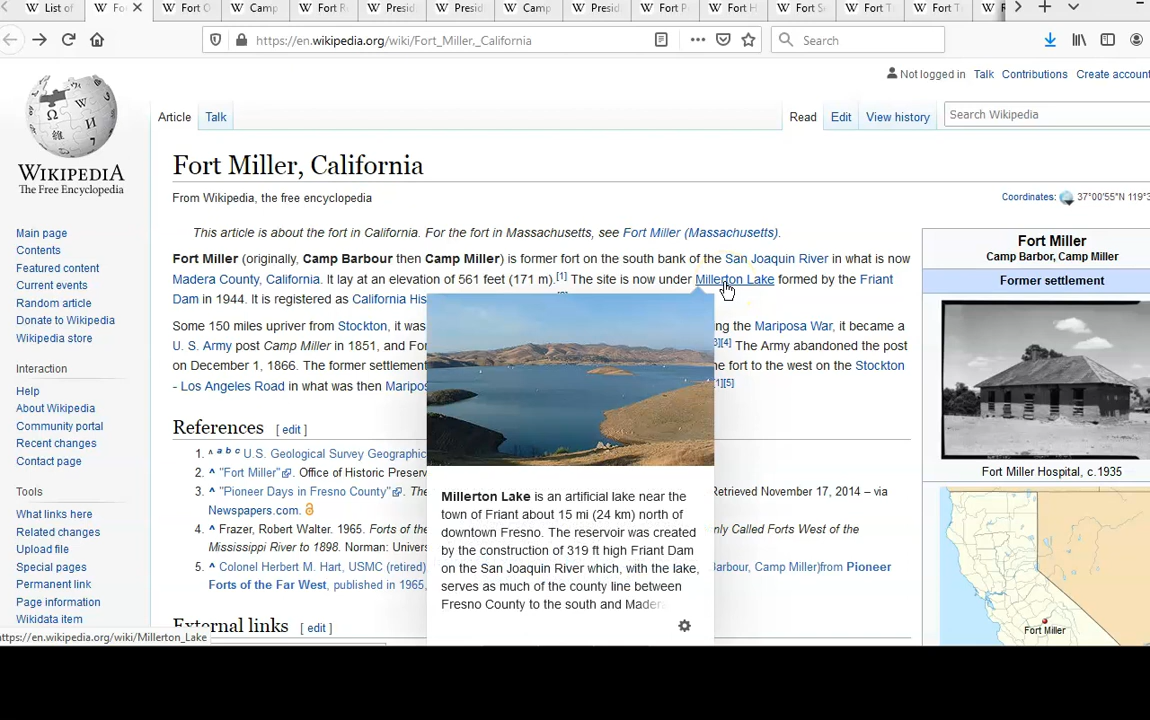 List of
Fo
Fort O
Camp
Fort R
Presid
Presid
Camp
Presid
Fort P
Fort H
Fort S
Fort T
Fort T
https://en.wikipedia.org/wiki/Fort_Miller,_California
Search
Not logged in Talk Contributions Create account
Article Talk
Read Edit View history
Search Wikipedia
WIKIPEDIA
The Free Encyclopedia
Main page
Contents
Featured content
Current events
Random article
Donate to Wikipedia
Wikipedia store
Interaction
Help
About Wikipedia
Community portal
Recent changes
Contact page
Tools
What links here
Related changes
Upload file
Special pages
Permanent link
Page information
Wikidata item
https://en.wikipedia.org/wiki/Millerton_Lake
Fort Miller, California
From Wikipedia, the free encyclopedia
Coordinates: 37°00′55″N 119°3
This article is about the fort in California. For the fort in Massachusetts, see Fort Miller (Massachusetts).
Fort Miller (originally, Camp Barbour then Camp Miller) is former fort on the south bank of the San Joaquin River in what is now
Madera County, California. It lay at an elevation of 561 feet (171 m).[1] The site is now under Millerton Lake formed by the Friant
Dam in 1944. It is registered as California His
Some 150 miles upriver from Stockton, it was ng the Mariposa War, it became a
U. S. Army post Camp Miller in 1851, and For 3][4] The Army abandoned the post
on December 1, 1866. The former settlement he fort to the west on the Stockton
- Los Angeles Road in what was then Maripos [1][5]
References [ edit ]
1. ^ a b c U.S. Geological Survey Geographic
2. ^ "Fort Miller". Office of Historic Preserv
3. ^ "Pioneer Days in Fresno County". The Retrieved November 17, 2014 – via
Newspapers.com.
4. ^ Frazer, Robert Walter. 1965. Forts of the nly Called Forts West of the
Mississippi River to 1898. Norman: Univers
5. ^ Colonel Herbert M. Hart, USMC (retired) Barbour, Camp Miller)from Pioneer
Forts of the Far West, published in 1965,
External links [ edit ]
Millerton Lake is an artificial lake near the
town of Friant about 15 mi (24 km) north of
downtown Fresno. The reservoir was created
by the construction of 319 ft high Friant Dam
on the San Joaquin River which, with the lake,
serves as much of the county line between
Fresno County to the south and Madera
Fort Miller
Camp Barbor, Camp Miller
Former settlement
Fort Miller Hospital, c.1935
Fort Miller